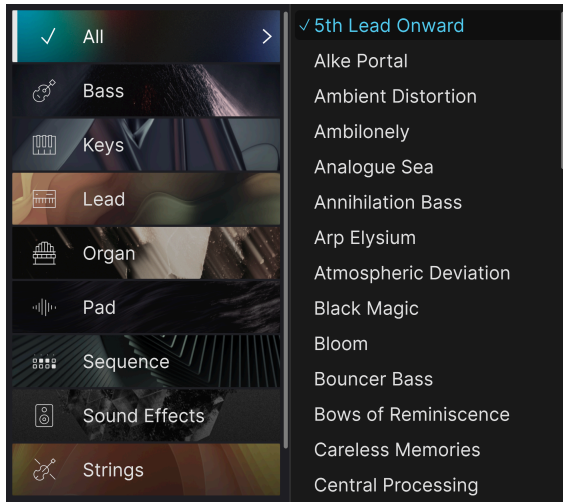 All
Bass
Keys
Lead
Organ
Pad
Sequence
Sound Effects
Strings
5th Lead Onward
Alke Portal
Ambient Distortion
Ambilonely
Analogue Sea
Annihilation Bass
Arp Elysium
Atmospheric Deviation
Black Magic
Bloom
Bouncer Bass
Bows of Reminiscence
Careless Memories
Central Processing